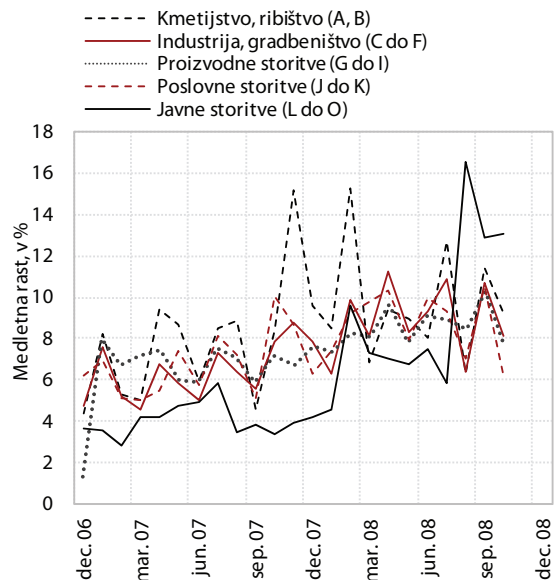 Kmetijstvo, ribištvo (A, B)
Industrija, gradbeništvo (C do F)
Proizvodne storitve (G do I)
Poslovne storitve (J do K)
Javne storitve (L do O)
Medletna rast, v %
18
16
14
12
10
8
6
4
2
0
dec. 06
mar. 07
jun. 07
sep. 07
dec. 07
mar. 08
jun. 08
sep. 08
dec. 08